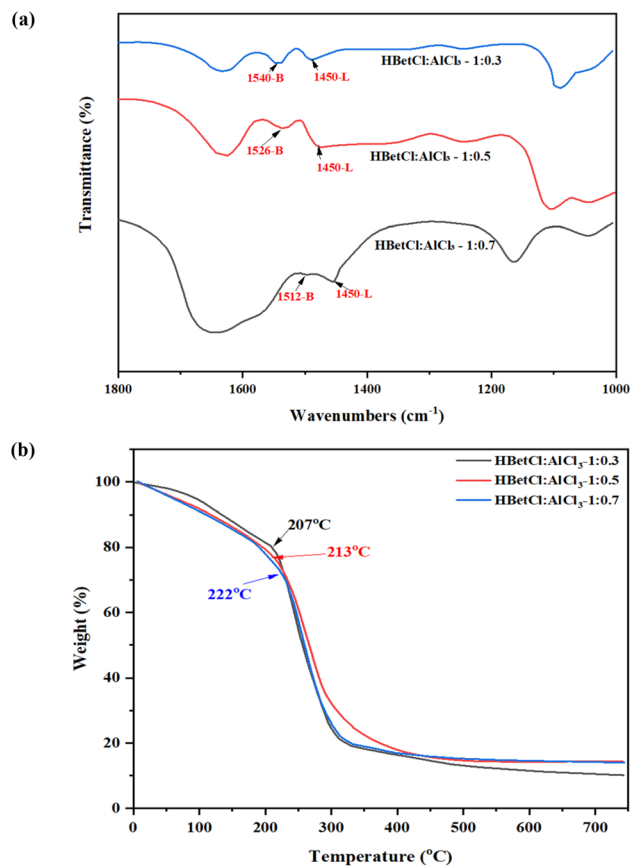 (a)
HBetCl:AlCl₃ - 1:0.3
1540-B
1450-L
HBetCl:AlCl₃ - 1:0.5
1526-B
1450-L
HBetCl:AlCl₃ - 1:0.7
1512-B
1450-L
Transmittance (%)
1800 1600 1400 1200 1000
Wavenumbers (cm⁻¹)
(b)
HBetCl:AlCl₃-1:0.3
HBetCl:AlCl₃-1:0.5
HBetCl:AlCl₃-1:0.7
207°C
213°C
222°C
Weight (%)
100
80
60
40
20
0
0 100 200 300 400 500 600 700
Temperature (°C)